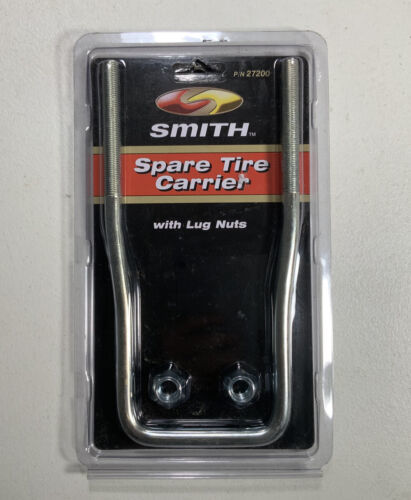 P/N 27200
SMITH™
Spare Tire
Carrier
with Lug Nuts